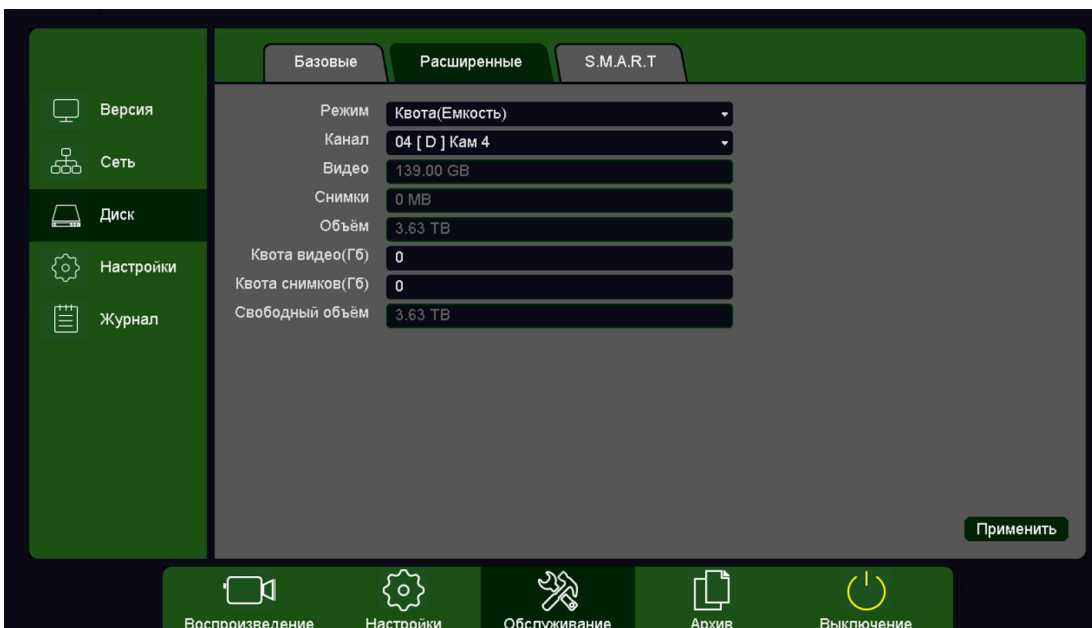 Базовые Расширенные S.M.A.R.T
Версия
Сеть
Диск
Настройки
Журнал
Режим Квота(Емкость)
Канал 04 [ D ] Кам 4
Видео 139.00 GB
Снимки 0 MB
Объём 3.63 TB
Квота видео(Гб) 0
Квота снимков(Гб) 0
Свободный объём 3.63 TB
Применить
Воспроизведение Настройки Обслуживание Архив Выключение